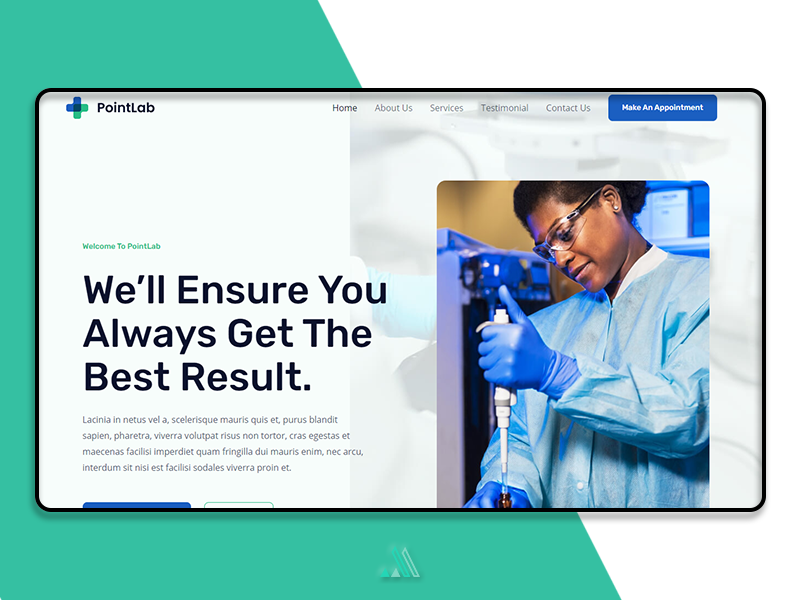 PointLab
Home About Us Services Testimonial Contact Us Make An Appointment
Welcome To PointLab
We’ll Ensure You
Always Get The
Best Result.
Lacinia in netus vel a, scelerisque mauris quis et, purus blandit
sapien, pharetra, viverra volutpat risus non tortor, cras egestas et
maecenas facilisi imperdiet quam fringilla dui mauris enim, nec arcu,
interdum sit nisi est facilisi sodales viverra proin et.